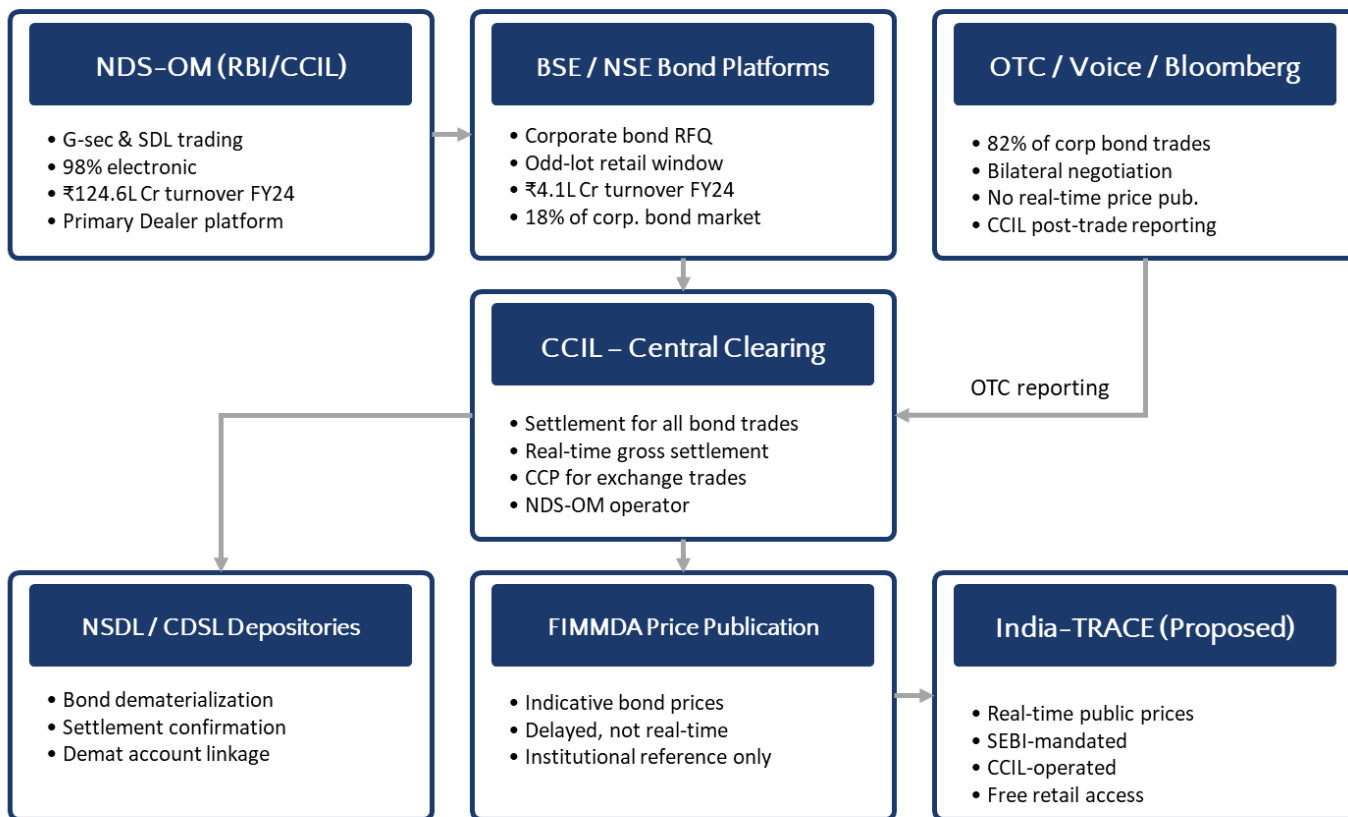 NDS-OM (RBI/CCIL)
• G-sec & SDL trading
• 98% electronic
• ₹124.6L Cr turnover FY24
• Primary Dealer platform
BSE / NSE Bond Platforms
• Corporate bond RFQ
• Odd-lot retail window
• ₹4.1L Cr turnover FY24
• 18% of corp. bond market
OTC / Voice / Bloomberg
• 82% of corp bond trades
• Bilateral negotiation
• No real-time price pub.
• CCIL post-trade reporting
CCIL – Central Clearing
• Settlement for all bond trades
• Real-time gross settlement
• CCP for exchange trades
• NDS-OM operator
OTC reporting
NSDL / CDSL Depositories
• Bond dematerialization
• Settlement confirmation
• Demat account linkage
FIMMDA Price Publication
• Indicative bond prices
• Delayed, not real-time
• Institutional reference only
India-TRACE (Proposed)
• Real-time public prices
• SEBI-mandated
• CCIL-operated
• Free retail access